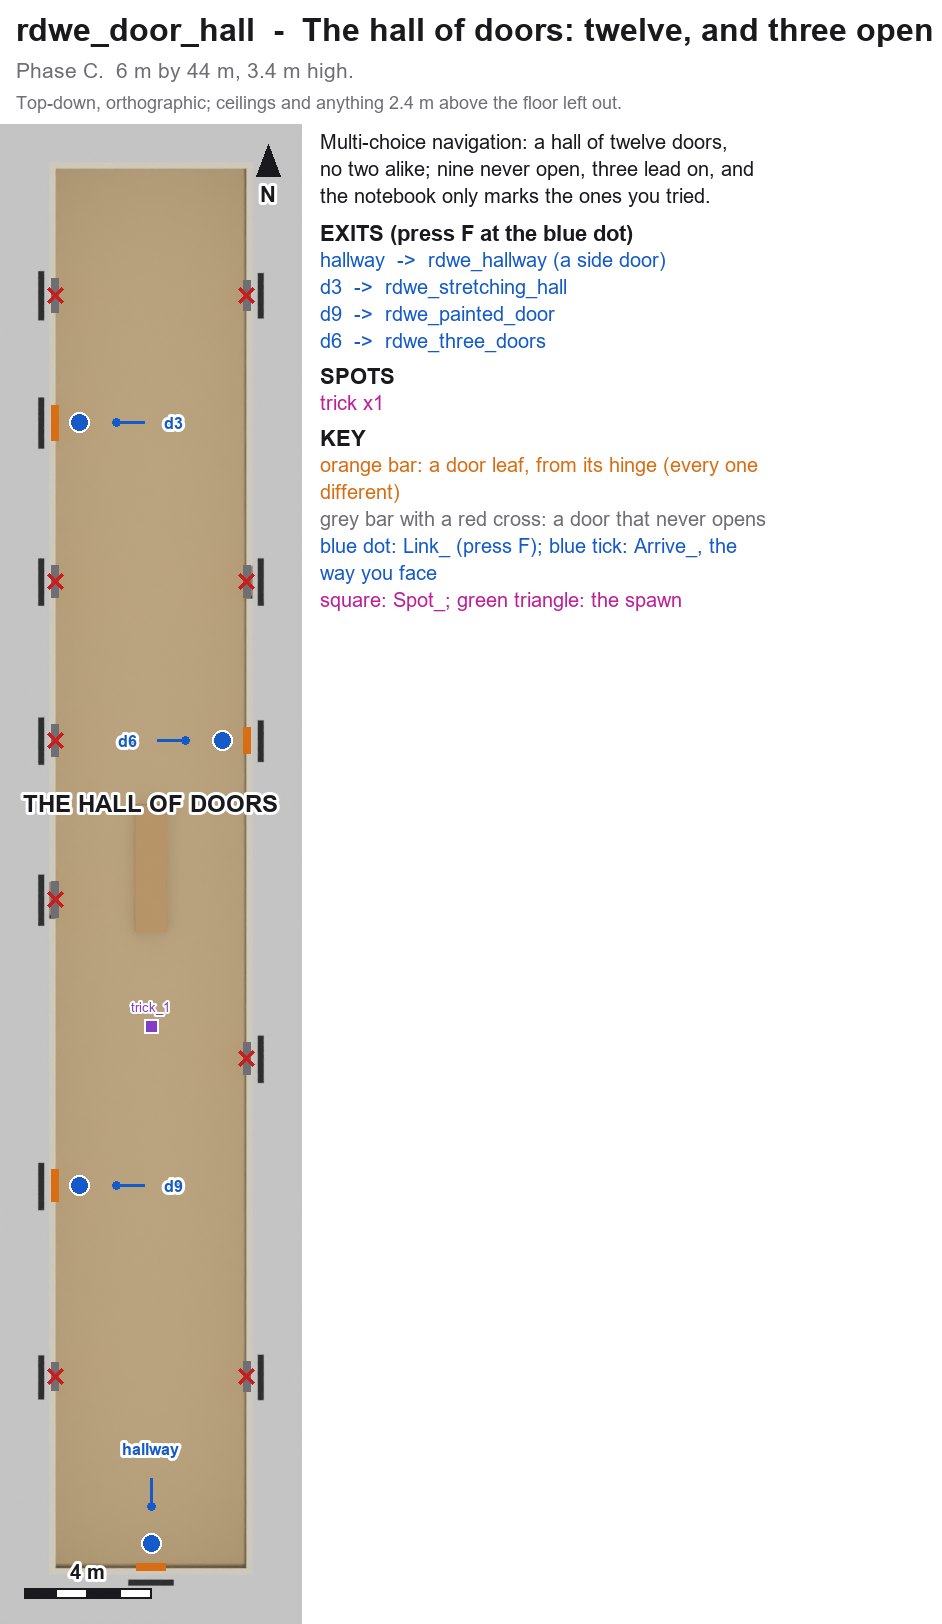 rdwe_door_hall  -  The hall of doors: twelve, and three open
Phase C.  6 m by 44 m, 3.4 m high.
Top-down, orthographic; ceilings and anything 2.4 m above the floor left out.
Multi-choice navigation: a hall of twelve doors,
no two alike; nine never open, three lead on, and
the notebook only marks the ones you tried.
EXITS (press F at the blue dot)
hallway  ->  rdwe_hallway (a side door)
d3  ->  rdwe_stretching_hall
d9  ->  rdwe_painted_door
d6  ->  rdwe_three_doors
SPOTS
trick x1
KEY
orange bar: a door leaf, from its hinge (every one
different)
grey bar with a red cross: a door that never opens
blue dot: Link_ (press F); blue tick: Arrive_, the
way you face
square: Spot_; green triangle: the spawn
N
d3
d6
THE HALL OF DOORS
trick_1
d9
hallway
4 m